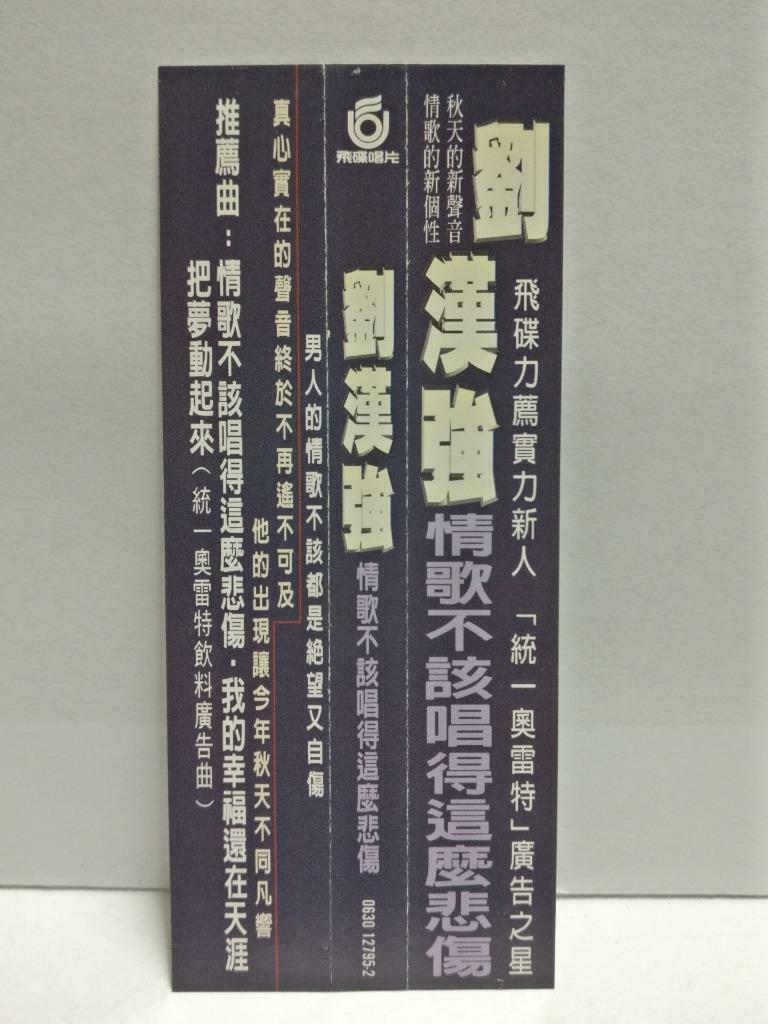 秋天的新聲音
情歌的新個性
劉漢強
飛碟力薦實力新人 「統一奧雷特」廣告之星
情歌不該唱得這麼悲傷
飛碟唱片
劉漢強
情歌不該唱得這麼悲傷
0630 12795-2
男人的情歌不該都是絕望又自傷
真心實在的聲音終於不再遙不可及
他的出現讓今年秋天不同凡響
推薦曲：情歌不該唱得這麼悲傷．我的幸福還在天涯
把夢動起來（統一奧雷特飲料廣告曲）